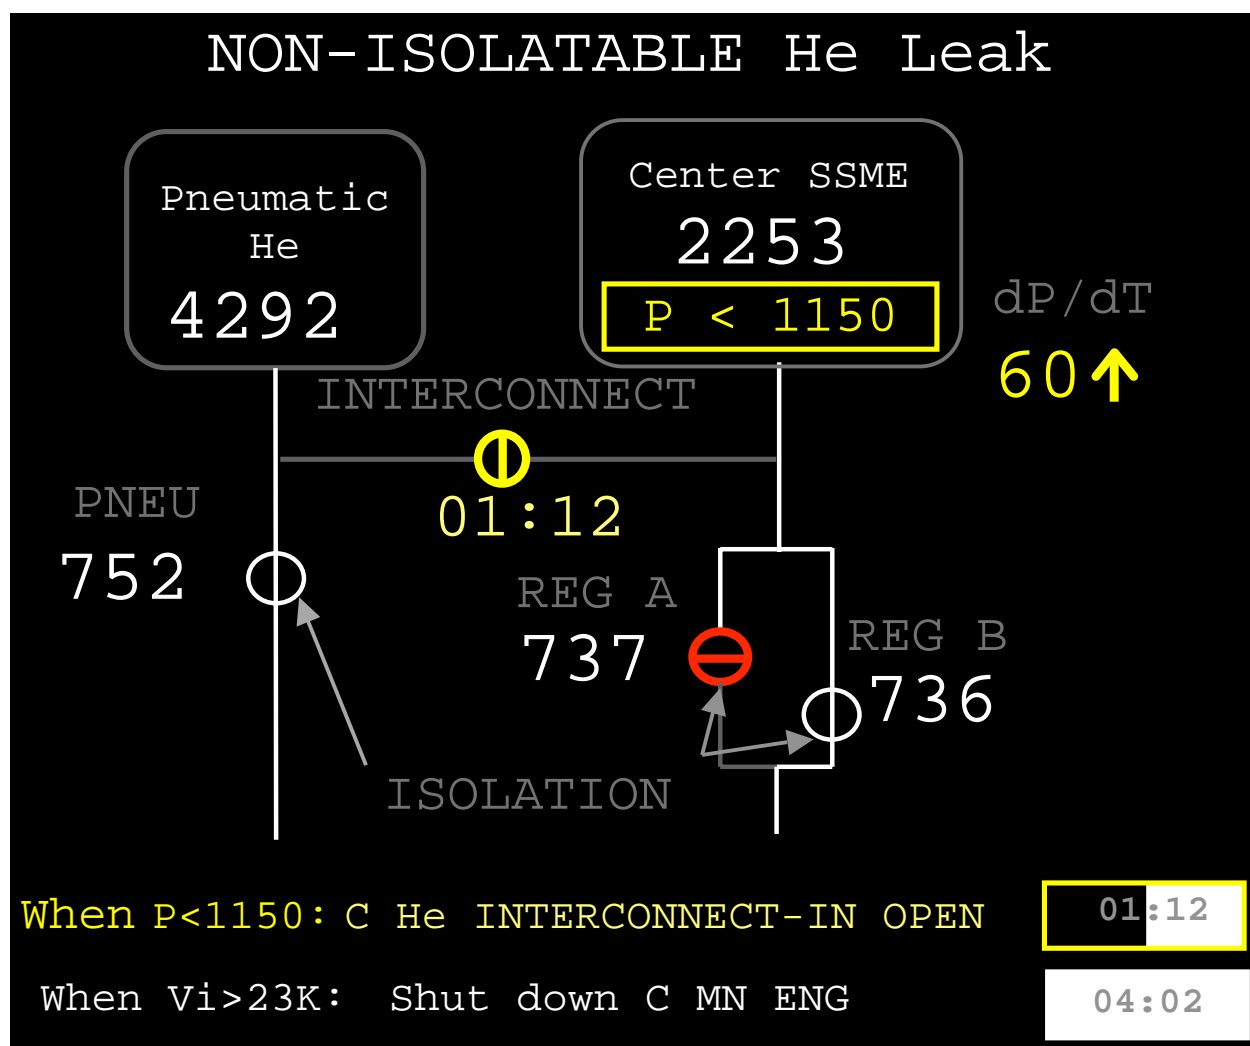 NON-ISOLATABLE He Leak
Pneumatic
He
4292
Center SSME
2253
P < 1150
dP/dT
60↑
INTERCONNECT
01:12
PNEU
752
REG A
737
REG B
736
ISOLATION
When P<1150: C He INTERCONNECT-IN OPEN 01:12
When Vi>23K: Shut down C MN ENG 04:02